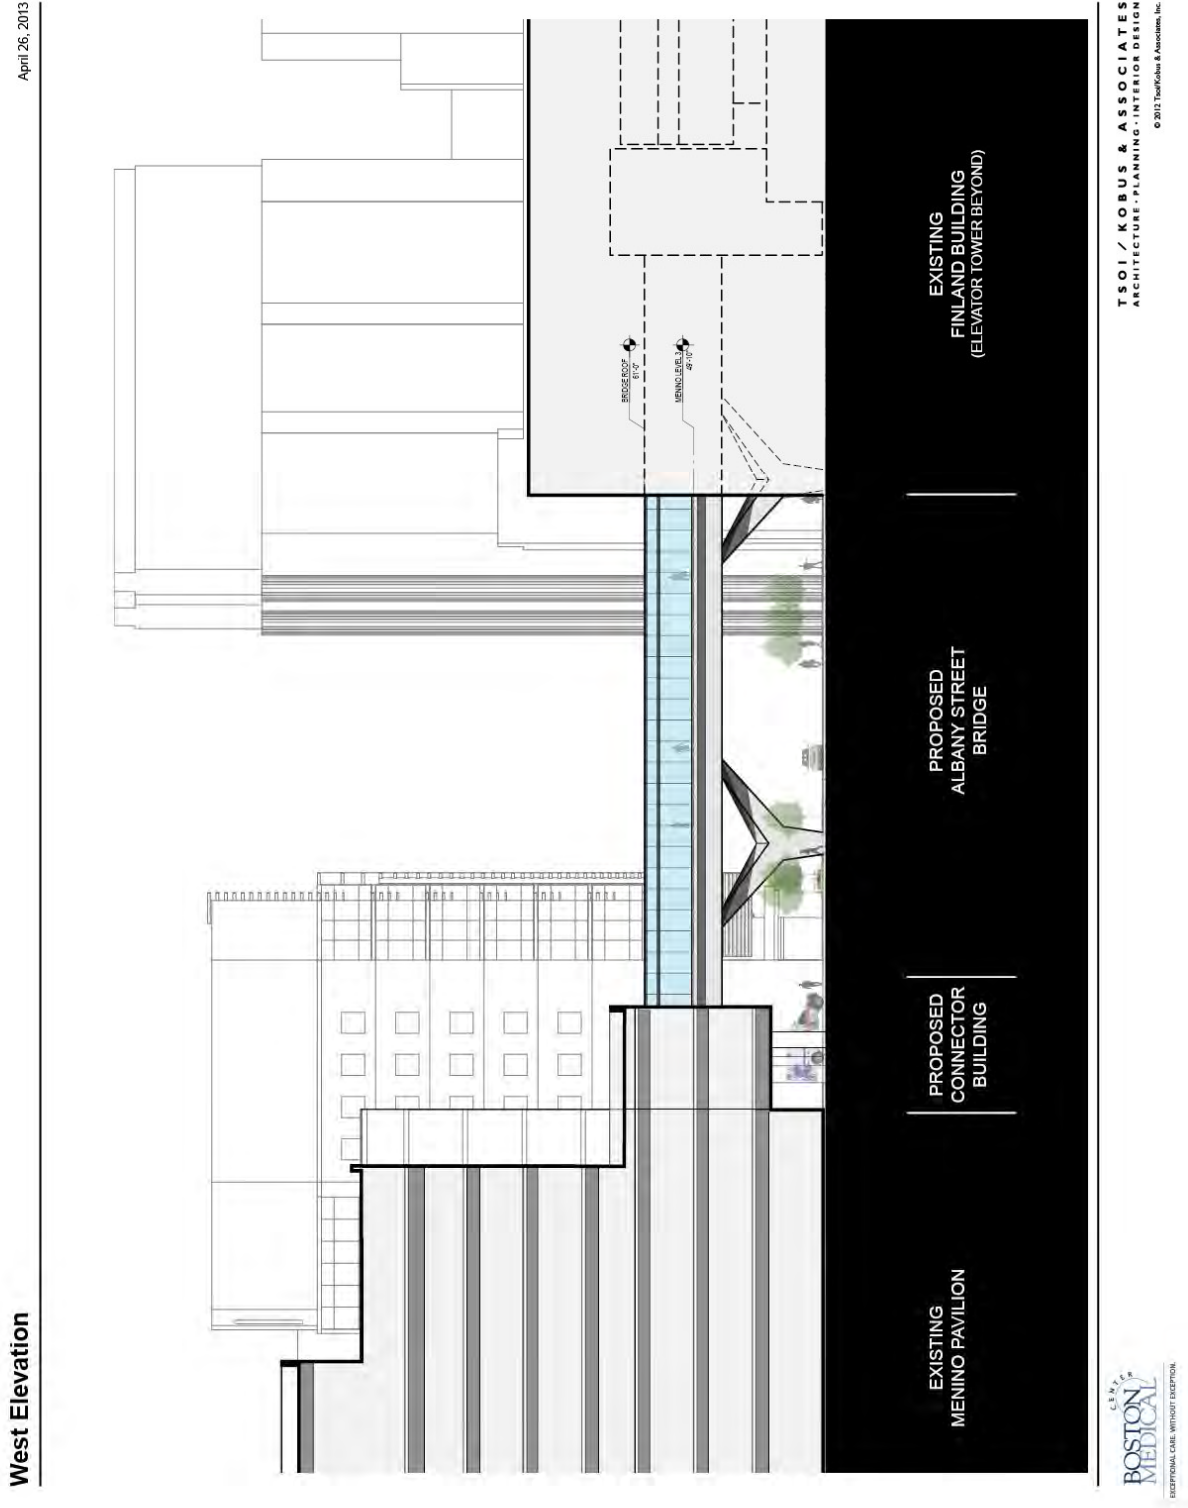 West Elevation
April 26, 2013
BRIDGE ROOF
61'-0"
MENINO LEVEL 3
49'-10"
EXISTING
MENINO PAVILION
PROPOSED
CONNECTOR
BUILDING
PROPOSED
ALBANY STREET
BRIDGE
EXISTING
FINLAND BUILDING
(ELEVATOR TOWER BEYOND)
BOSTON
MEDICAL
CENTER
EXCEPTIONAL CARE. WITHOUT EXCEPTION.
TSOI / KOBUS & ASSOCIATES
ARCHITECTURE · PLANNING · INTERIOR DESIGN
© 2012 Tsoi/Kobus & Associates, Inc.